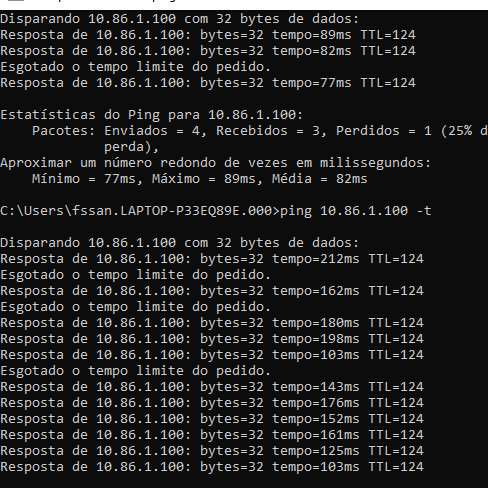 Disparando 10.86.1.100 com 32 bytes de dados:
Resposta de 10.86.1.100: bytes=32 tempo=89ms TTL=124
Resposta de 10.86.1.100: bytes=32 tempo=82ms TTL=124
Esgotado o tempo limite do pedido.
Resposta de 10.86.1.100: bytes=32 tempo=77ms TTL=124
Estatísticas do Ping para 10.86.1.100:
Pacotes: Enviados = 4, Recebidos = 3, Perdidos = 1 (25% d
perda),
Aproximar um número redondo de vezes em milissegundos:
Mínimo = 77ms, Máximo = 89ms, Média = 82ms
C:\Users\fssan.LAPTOP-P33EQ89E.000>ping 10.86.1.100 -t
Disparando 10.86.1.100 com 32 bytes de dados:
Resposta de 10.86.1.100: bytes=32 tempo=212ms TTL=124
Esgotado o tempo limite do pedido.
Resposta de 10.86.1.100: bytes=32 tempo=162ms TTL=124
Esgotado o tempo limite do pedido.
Resposta de 10.86.1.100: bytes=32 tempo=180ms TTL=124
Resposta de 10.86.1.100: bytes=32 tempo=198ms TTL=124
Resposta de 10.86.1.100: bytes=32 tempo=103ms TTL=124
Esgotado o tempo limite do pedido.
Resposta de 10.86.1.100: bytes=32 tempo=143ms TTL=124
Resposta de 10.86.1.100: bytes=32 tempo=176ms TTL=124
Resposta de 10.86.1.100: bytes=32 tempo=152ms TTL=124
Resposta de 10.86.1.100: bytes=32 tempo=161ms TTL=124
Resposta de 10.86.1.100: bytes=32 tempo=125ms TTL=124
Resposta de 10.86.1.100: bytes=32 tempo=103ms TTL=124